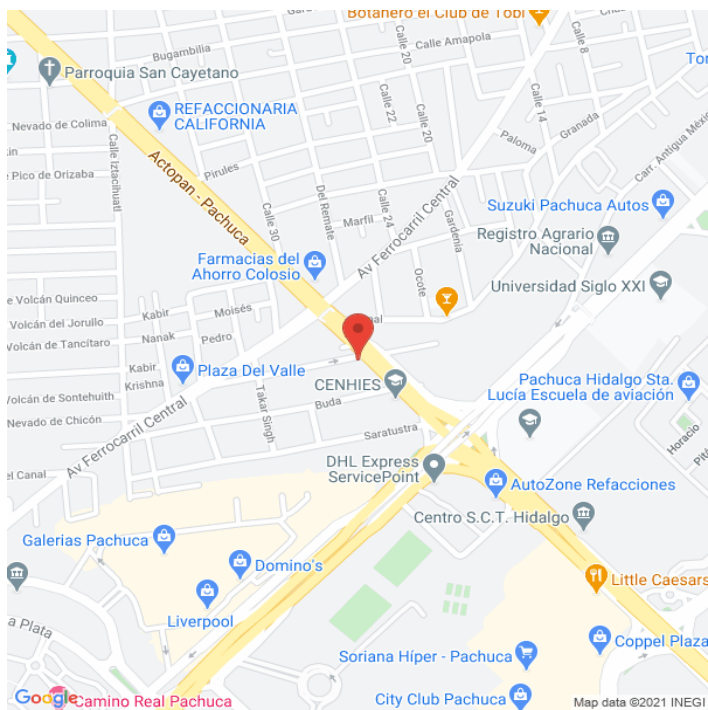 Botanero el Club de Tobi
Calle Amapola
Bugambilia
Calle 20
Calle 8
Parroquia San Cayetano
Calle 22
Calle 20
Calle 14
REFACCIONARIA
CALIFORNIA
Nevado de Colima
Granada
Paloma
Carr. Antigua Méxic
Pico de Orizaba
Calle Iztacihuatl
Actopan - Pachuca
Pirules
Del Remate
Calle 24
Marfil
Gardenia
Calle 30
Av Ferrocarril Central
Suzuki Pachuca Autos
Registro Agrario
Nacional
Farmacias del
Ahorro Colosio
Ocote
Universidad Siglo XXI
e Volcán Quinceo
Moisés
Kabir
Volcán del Jorullo
Nanak
Pedro
Volcán de Tancítaro
Kabir
Krishna
Plaza Del Valle
CENHIES
Pachuca Hidalgo Sta.
Lucía Escuela de aviación
Volcán de Sontehuith
Takar Singh
Buda
Nevado de Chicón
Av Ferrocarril Central
Saratustra
Horacio
el Canal
DHL Express
ServicePoint
AutoZone Refacciones
Centro S.C.T. Hidalgo
Galerias Pachuca
Domino's
Liverpool
Little Caesars
a Plata
Coppel Plaza
Soriana Híper - Pachuca
Camino Real Pachuca
City Club Pachuca
Google
Map data ©2021 INEGI